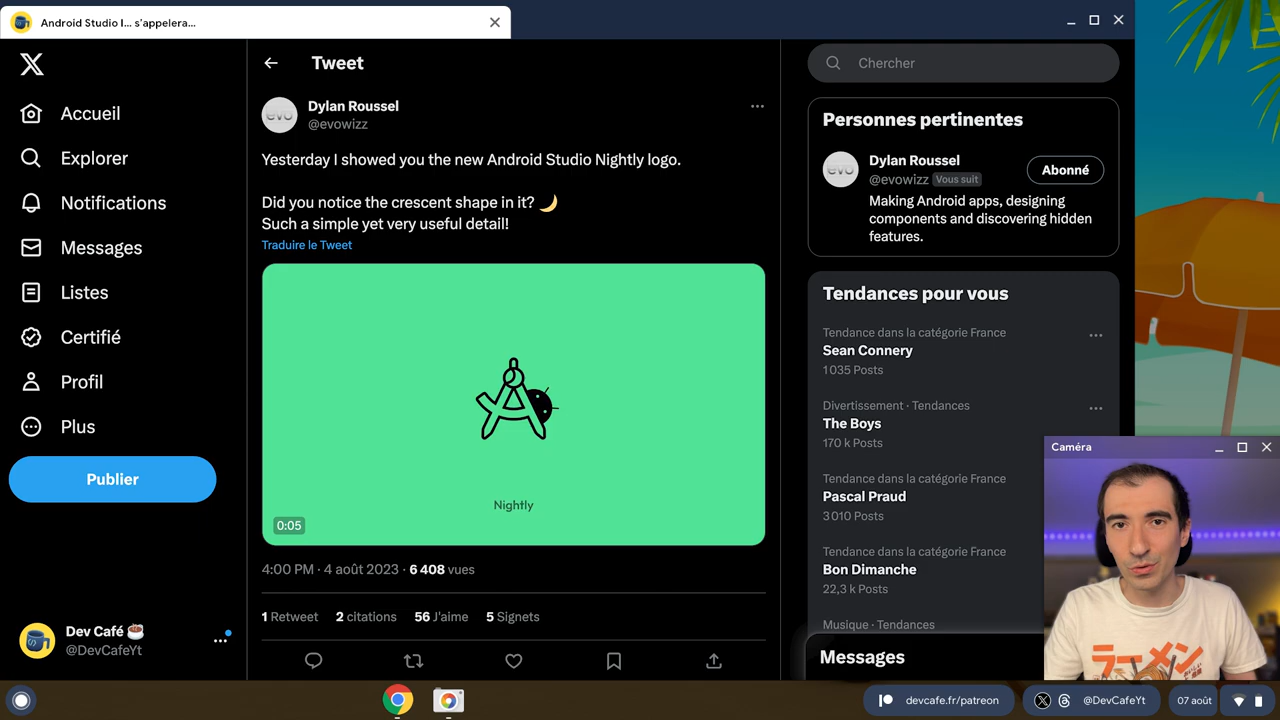 Android Studio I... s'appelera...
Accueil
Explorer
Notifications
Messages
Listes
Certifié
Profil
Plus
Publier
Dev Café ☕
@DevCafeYt
Tweet
Dylan Roussel
@evowizz
Yesterday I showed you the new Android Studio Nightly logo.
Did you notice the crescent shape in it? 🌙
Such a simple yet very useful detail!
Traduire le Tweet
Nightly
0:05
4:00 PM · 4 août 2023 · 6 408 vues
1 Retweet 2 citations 56 J'aime 5 Signets
Chercher
Personnes pertinentes
evo
Dylan Roussel
@evowizz Vous suit
Abonné
Making Android apps, designing
components and discovering hidden
features.
Tendances pour vous
Tendance dans la catégorie France
Sean Connery
1 035 Posts
Divertissement · Tendances
The Boys
170 k Posts
Tendance dans la catégorie France
Pascal Praud
3 010 Posts
Tendance dans la catégorie France
Bon Dimanche
22,3 k Posts
Musique · Tendances
Messages
Caméra
ラーメン
devcafe.fr/patreon
@DevCafeYt
07 août